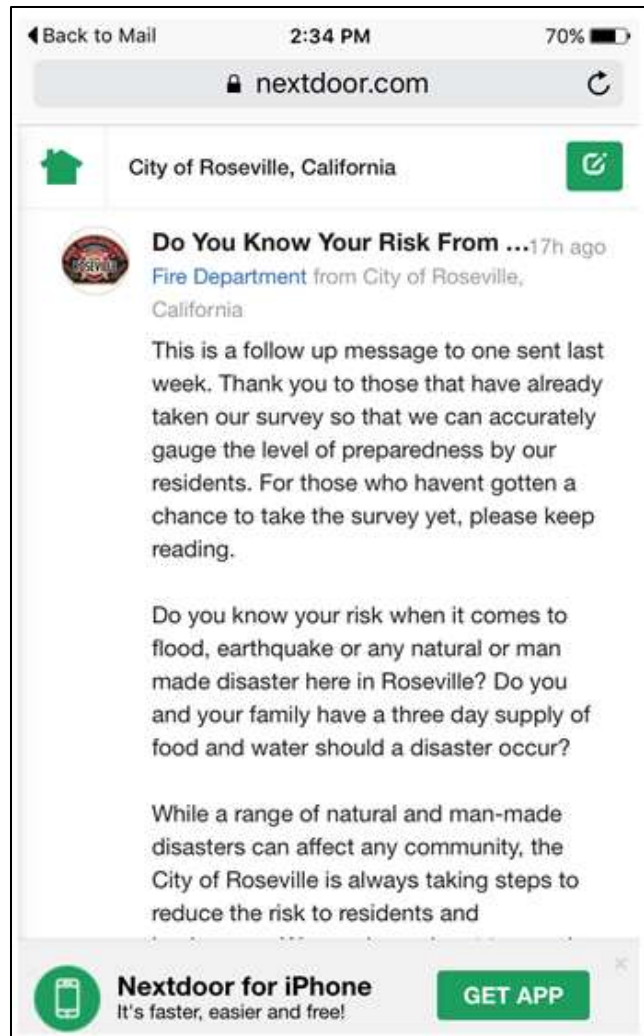 Back to Mail 2:34 PM 70%
nextdoor.com
City of Roseville, California
Do You Know Your Risk From ... 17h ago
Fire Department from City of Roseville,
California
ROSEVILLE
This is a follow up message to one sent last
week. Thank you to those that have already
taken our survey so that we can accurately
gauge the level of preparedness by our
residents. For those who havent gotten a
chance to take the survey yet, please keep
reading.
Do you know your risk when it comes to
flood, earthquake or any natural or man
made disaster here in Roseville? Do you
and your family have a three day supply of
food and water should a disaster occur?
While a range of natural and man-made
disasters can affect any community, the
City of Roseville is always taking steps to
reduce the risk to residents and
Nextdoor for iPhone
It's faster, easier and free!
GET APP